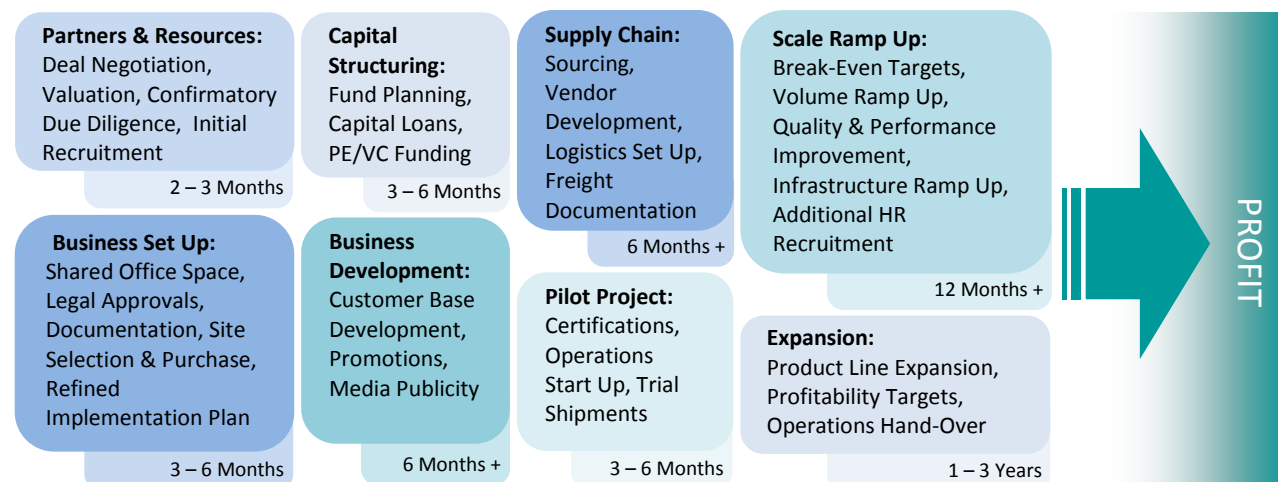 Partners & Resources:
Deal Negotiation,
Valuation, Confirmatory
Due Diligence, Initial
Recruitment
2 – 3 Months
Business Set Up:
Shared Office Space,
Legal Approvals,
Documentation, Site
Selection & Purchase,
Refined
Implementation Plan
3 – 6 Months
Capital
Structuring:
Fund Planning,
Capital Loans,
PE/VC Funding
3 – 6 Months
Business
Development:
Customer Base
Development,
Promotions,
Media Publicity
6 Months +
Supply Chain:
Sourcing,
Vendor
Development,
Logistics Set Up,
Freight
Documentation
6 Months +
Pilot Project:
Certifications,
Operations
Start Up, Trial
Shipments
3 – 6 Months
Scale Ramp Up:
Break-Even Targets,
Volume Ramp Up,
Quality & Performance
Improvement,
Infrastructure Ramp Up,
Additional HR
Recruitment
12 Months +
Expansion:
Product Line Expansion,
Profitability Targets,
Operations Hand-Over
1 – 3 Years
PROFIT